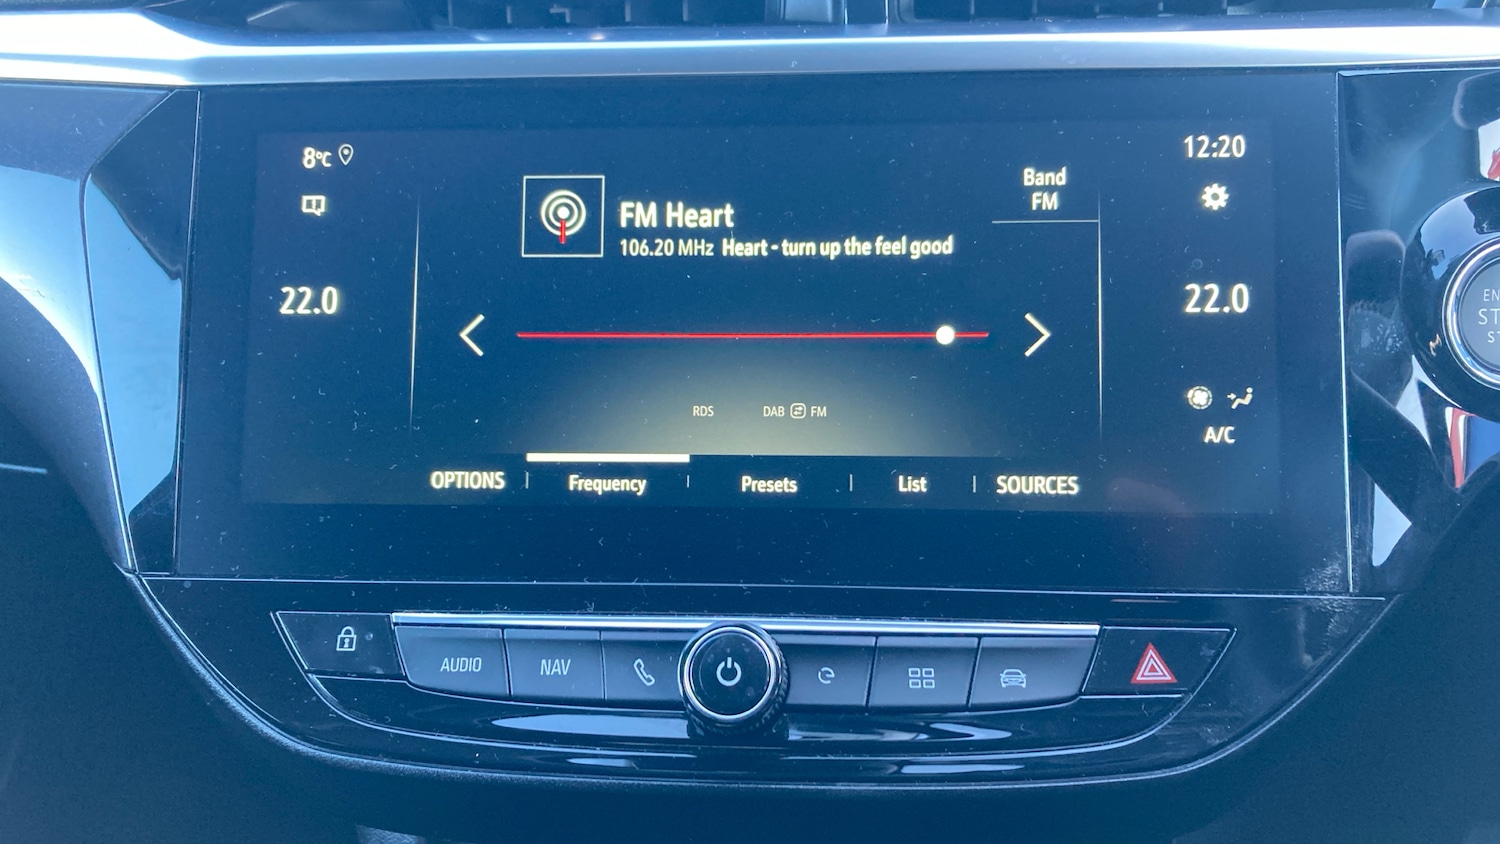 8°C
12:20
Band
FM
FM Heart
106.20 MHz Heart - turn up the feel good
22.0
22.0
RDS
DAB FM
A/C
OPTIONS
Frequency
Presets
List
SOURCES
AUDIO
NAV